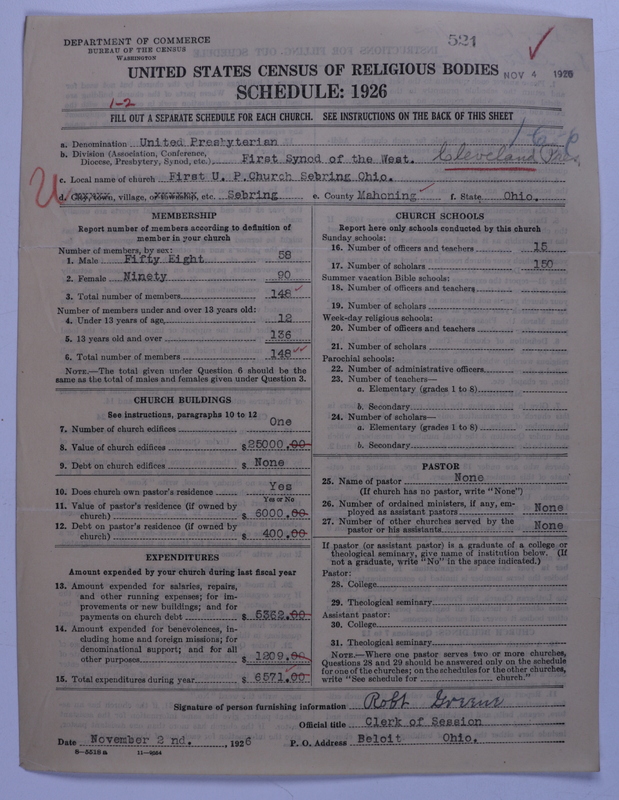 DEPARTMENT OF COMMERCE
BUREAU OF THE CENSUS
WASHINGTON
521
UNITED STATES CENSUS OF RELIGIOUS BODIES
NOV 4 1926
SCHEDULE: 1926
1-2
FILL OUT A SEPARATE SCHEDULE FOR EACH CHURCH. SEE INSTRUCTIONS ON THE BACK OF THIS SHEET
a. Denomination United Presbyterian
b. Division (Association, Conference, Diocese, Presbytery, Synod, etc.) First Synod of the West. Cleveland
c. Local name of church First U. P. Church Sebring Ohio.
U
d. City, town, village, or township, etc. Sebring e. County Mahoning f. State Ohio.
MEMBERSHIP
Report number of members according to definition of
member in your church
Number of members, by sex:
1. Male Fifty Eight 58
2. Female Ninety 90
3. Total number of members 148
Number of members under and over 13 years old:
4. Under 13 years of age 12
5. 13 years old and over 136
6. Total number of members 148
NOTE.—The total given under Question 6 should be the
same as the total of males and females given under Question 3.
CHURCH BUILDINGS
See instructions, paragraphs 10 to 12
7. Number of church edifices One
8. Value of church edifices $25000.00
9. Debt on church edifices $ None
10. Does church own pastor's residence Yes
Yes or No
11. Value of pastor's residence (if owned by
church) $ 6000.00
12. Debt on pastor's residence (if owned by
church) $ 400.00
EXPENDITURES
Amount expended by your church during last fiscal year
13. Amount expended for salaries, repairs,
and other running expenses; for im-
provements or new buildings; and for
payments on church debt $ 5362.00
14. Amount expended for benevolences, in-
cluding home and foreign missions; for
denominational support; and for all
other purposes $ 1209.00
15. Total expenditures during year $ 6571.00
CHURCH SCHOOLS
Report here only schools conducted by this church
Sunday schools:
16. Number of officers and teachers 15
17. Number of scholars 150
Summer vacation Bible schools:
18. Number of officers and teachers
19. Number of scholars
Week-day religious schools:
20. Number of officers and teachers
21. Number of scholars
Parochial schools:
22. Number of administrative officers
23. Number of teachers—
a. Elementary (grades 1 to 8)
b. Secondary
24. Number of scholars—
a. Elementary (grades 1 to 8)
b. Secondary
PASTOR
25. Name of pastor None
(If church has no pastor, write "None")
26. Number of ordained ministers, if any, em-
ployed as assistant pastors None
27. Number of other churches served by the
pastor or his assistants None
If pastor (or assistant pastor) is a graduate of a college or
theological seminary, give name of institution below. (If
not a graduate, write "No" in the space indicated.)
Pastor:
28. College
29. Theological seminary
Assistant pastor:
30. College
31. Theological seminary
NOTE.—Where one pastor serves two or more churches,
Questions 28 and 29 should be answered only on the schedule
for one of the churches; on the schedules for the other churches,
write "See schedule for church."
Signature of person furnishing information Robt Greene
Official title Clerk of Session
Date November 2 nd. , 1926 P. O. Address Beloit Ohio.
8—5518 a 11—9064